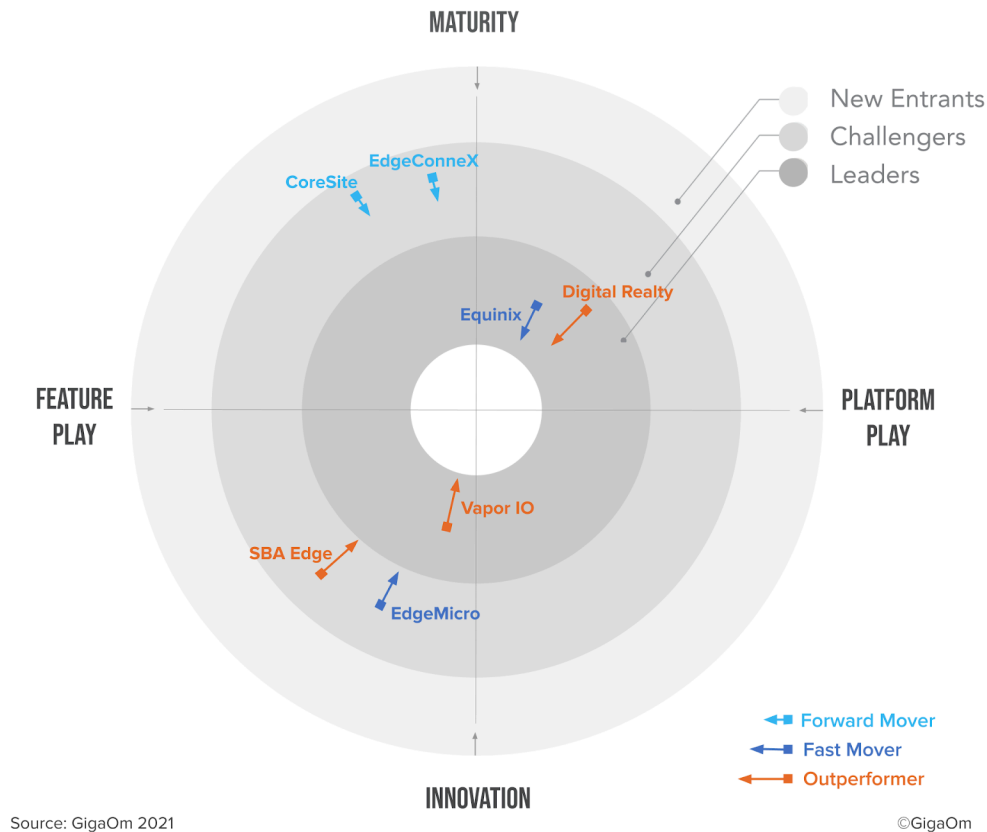 MATURITY
New Entrants
Challengers
Leaders
EdgeConneX
CoreSite
Digital Realty
Equinix
FEATURE
PLAY
PLATFORM
PLAY
Vapor IO
SBA Edge
EdgeMicro
Forward Mover
Fast Mover
Outperformer
INNOVATION
Source: GigaOm 2021
©GigaOm